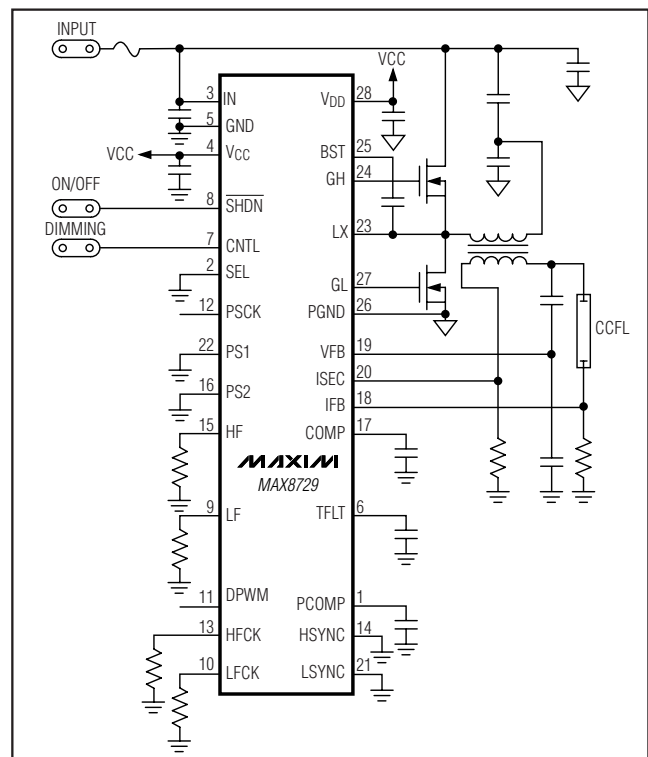 INPUT
VCC
3 IN
VDD 28
5 GND
BST 25
VCC 4 VCC
GH 24
ON/OFF
8 SHDN
LX 23
DIMMING
7 CNTL
2 SEL
GL 27
12 PSCK
PGND 26
CCFL
22 PS1
VFB 19
ISEC 20
16 PS2
IFB 18
15 HF
COMP 17
MAXIM
MAX8729
9 LF
TFLT 6
11 DPWM
PCOMP 1
13 HFCK
HSYNC 14
10 LFCK
LSYNC 21